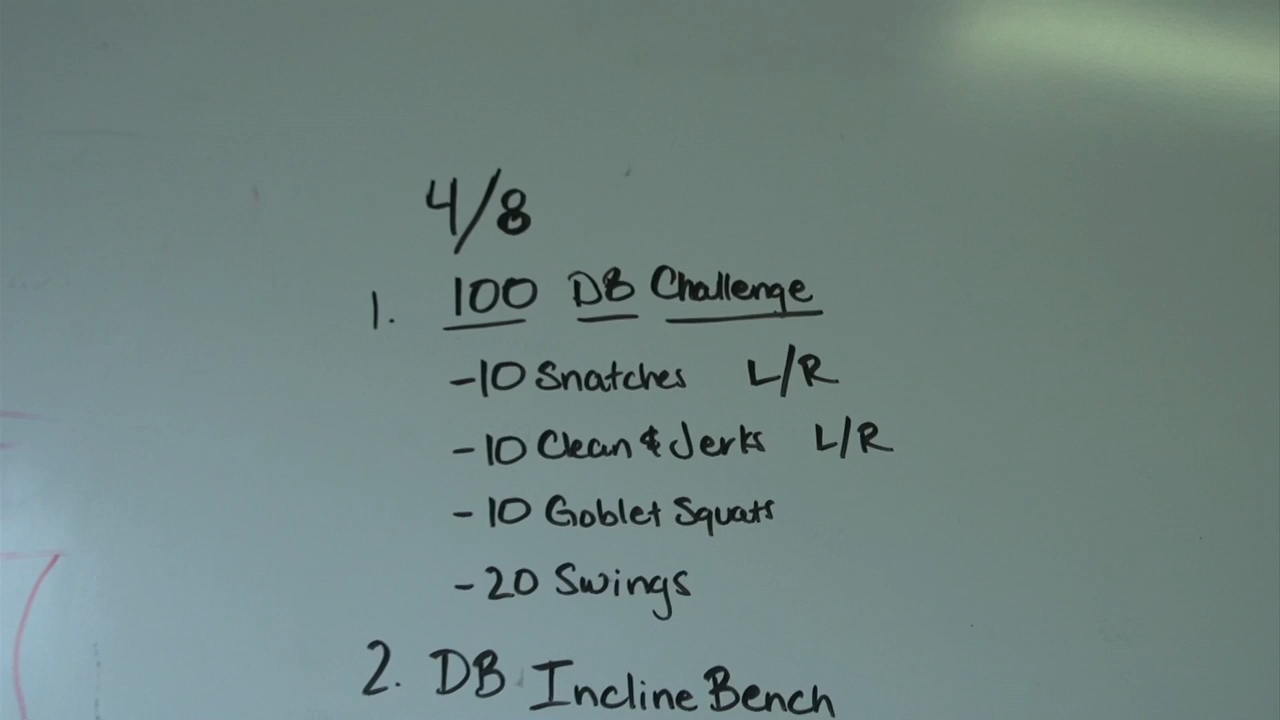 4/8
1. 100 DB Challenge
-10 Snatches L/R
-10 Clean & Jerks L/R
-10 Goblet Squats
-20 Swings
2. DB Incline Bench